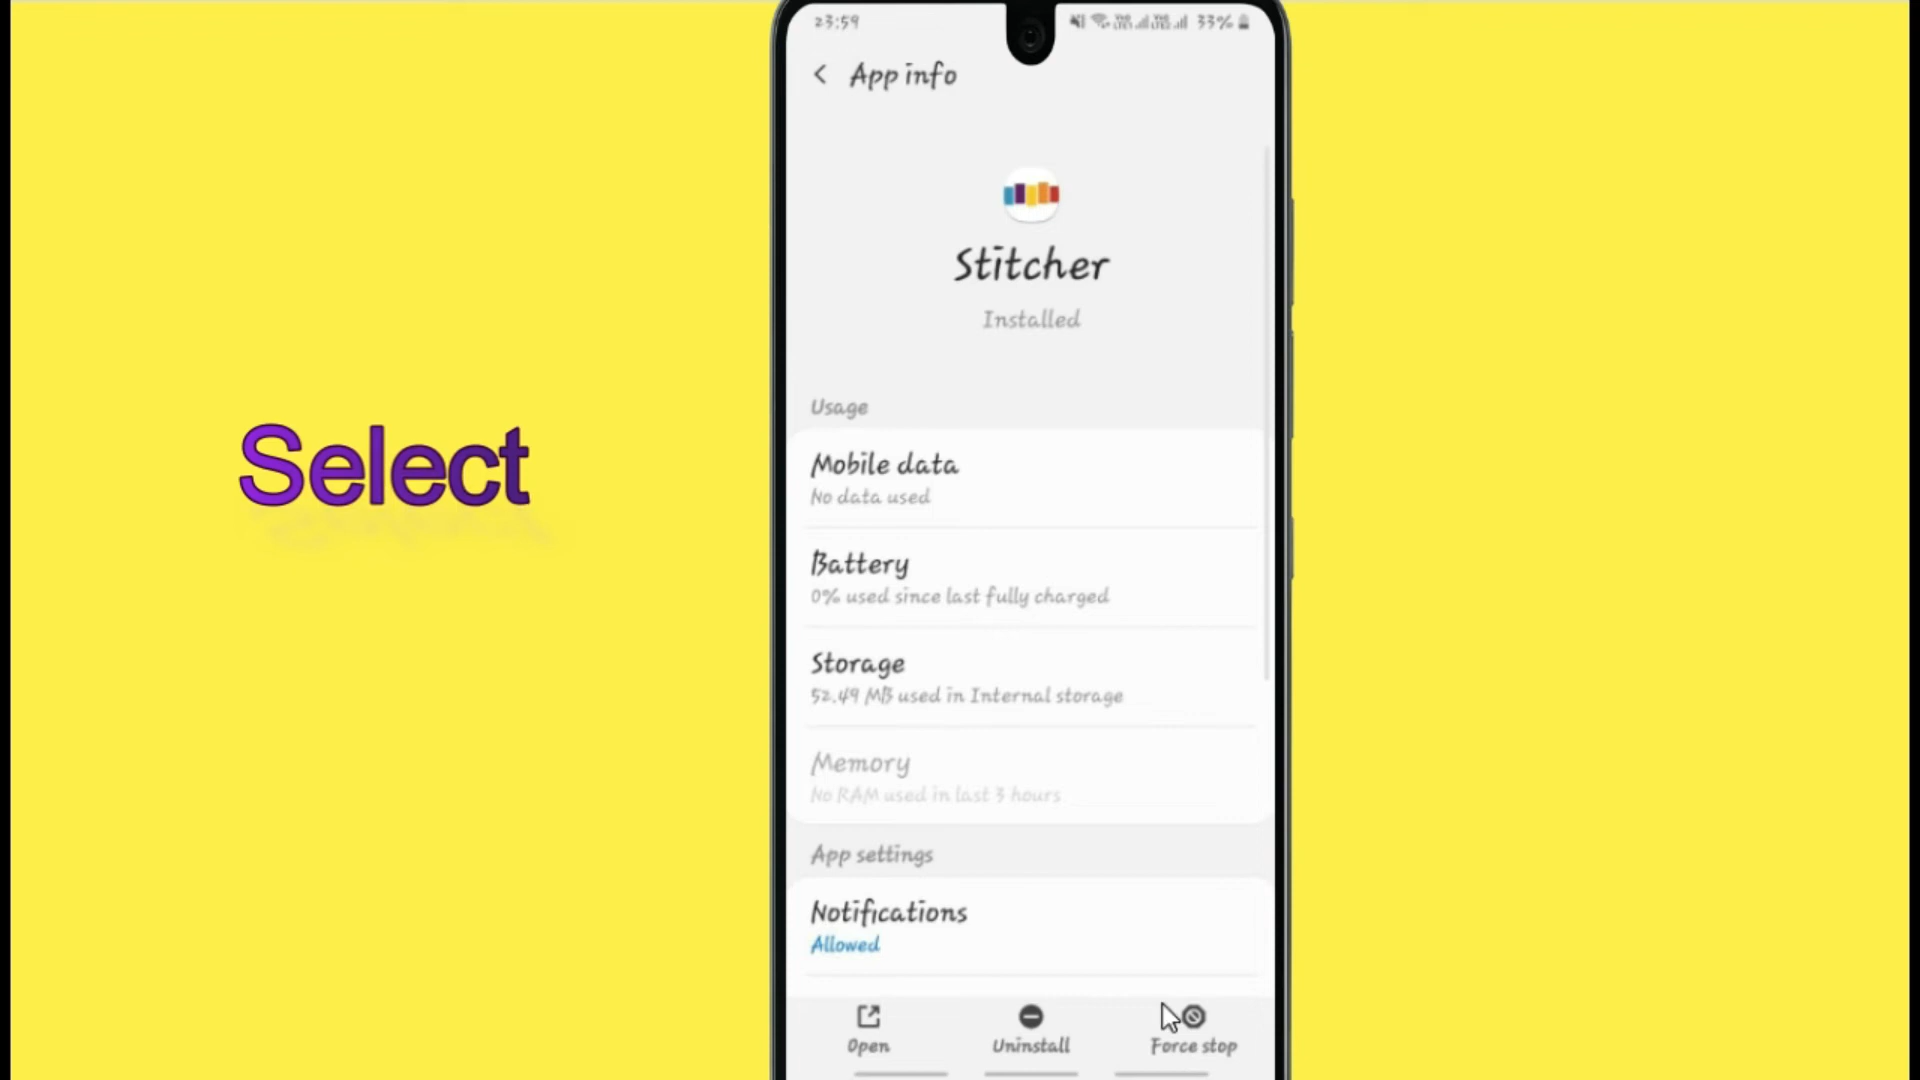 23:59
33%
App info
Stitcher
Installed
Usage
Select
Mobile data
No data used
Battery
0% used since last fully charged
Storage
52.49 MB used in Internal storage
Memory
No RAM used in last 3 hours
App settings
Notifications
Allowed
Open
Uninstall
Force stop